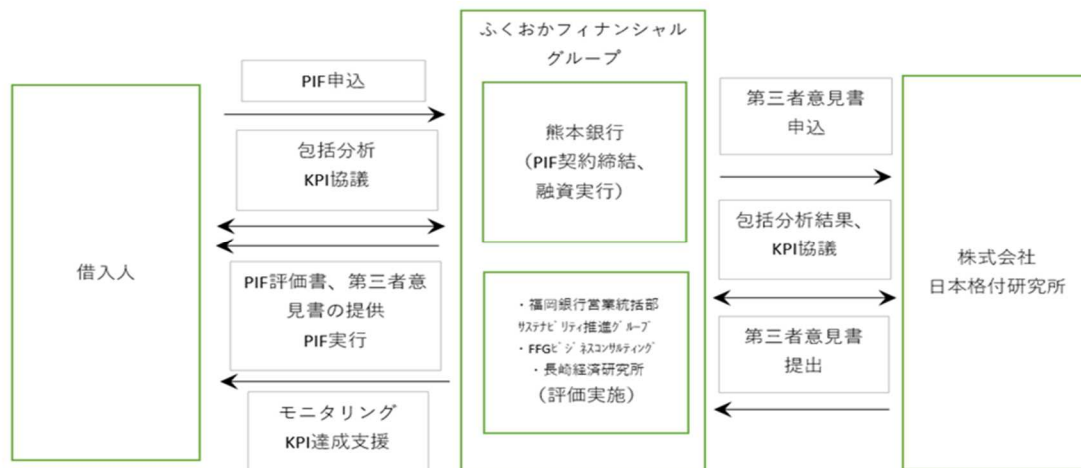 ふくおかフィナンシャル
グループ
PIF申込
包括分析
KPI協議
借入人
PIF評価書、第三者意
見書の提供
PIF実行
モニタリング
KPI達成支援
熊本銀行
(PIF契約締結、
融資実行)
・福岡銀行営業統括部
ｻｽﾃﾅﾋﾞﾘﾃｨ推進ｸﾞﾙｰﾌﾟ
・FFGﾋﾞｼﾞﾈｽｺﾝｻﾙﾃｨﾝｸﾞ
・長崎経済研究所
(評価実施)
第三者意見書
申込
包括分析結果、
KPI協議
第三者意見書
提出
株式会社
日本格付研究所